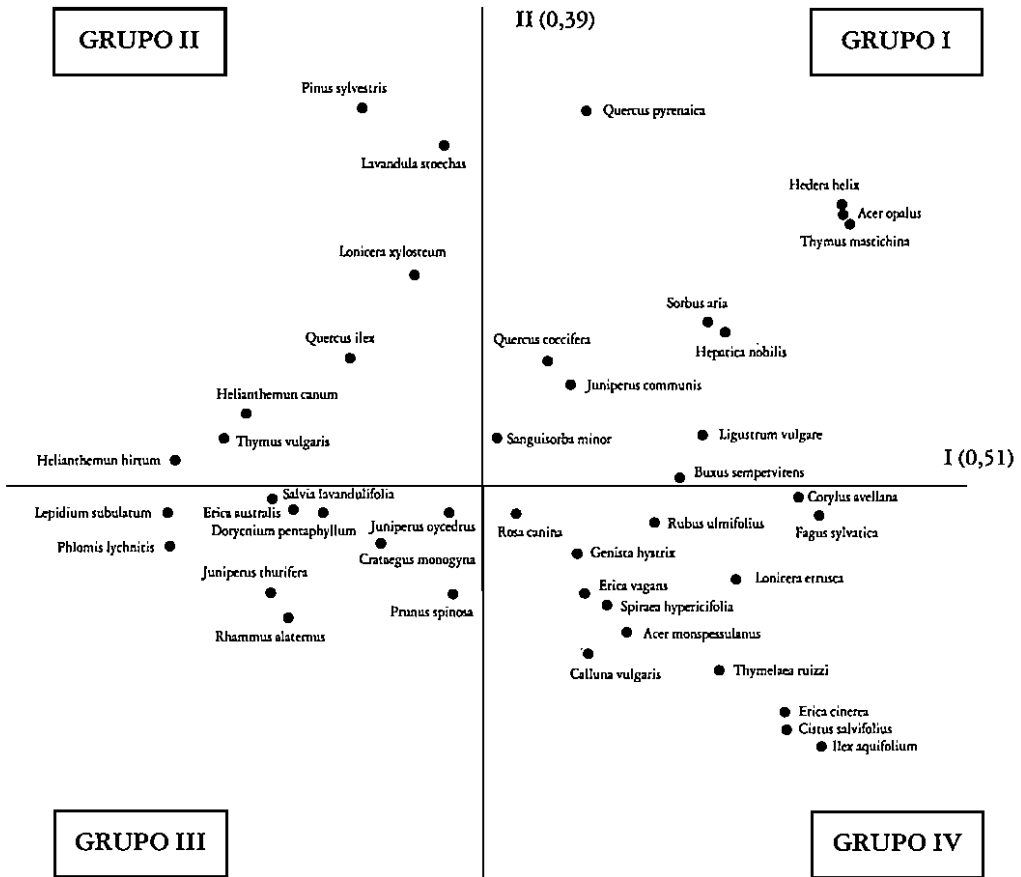 II (0,39)
GRUPO II
GRUPO I
Pinus sylvestris
Quercus pyrenaica
Lavandula stoechas
Hedera helix
Acer opalus
Thymus mastichina
Lonicera xylosteum
Sorbus aria
Quercus ilex
Quercus coccifera
Hepatica nobilis
Juniperus communis
Helianthemun canum
Thymus vulgaris
Sanguisorba minor
Ligustrum vulgare
Helianthemun hirtum
I (0,51)
Buxus sempervirens
Salvia lavandulifolia
Corylus avellana
Lepidium subulatum
Erica australis
Juniperus oycedrus
Rosa canina
Rubus ulmifolius
Fagus sylvatica
Dorycnium pentaphyllum
Phlomis lychnitis
Crataegus monogyna
Genista hystrix
Juniperus thurifera
Lonicera etrusca
Erica vagans
Prunus spinosa
Spiraea hypericifolia
Rhammus alaternus
Acer monspessulanus
Calluna vulgaris
Thymelaea ruizzi
Erica cinerea
Cistus salvifolius
Ilex aquifolium
GRUPO III
GRUPO IV